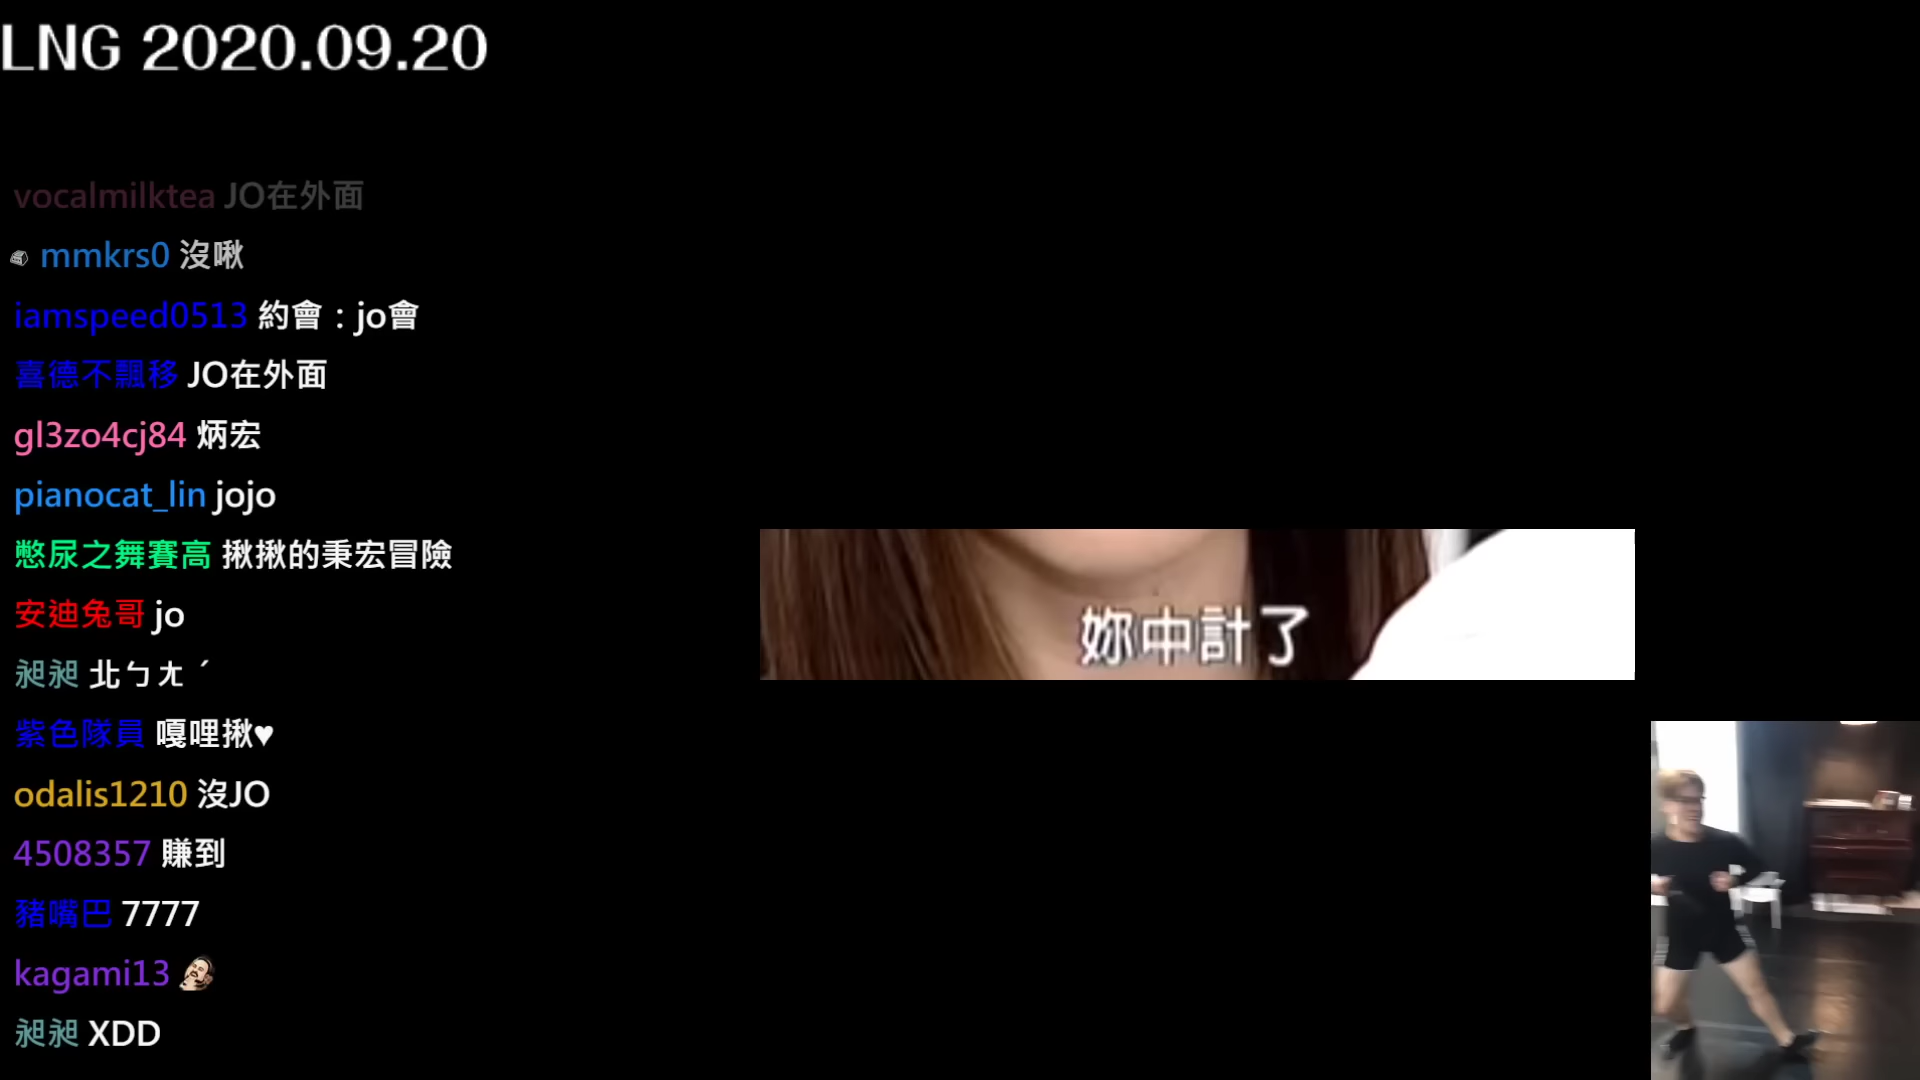 LNG 2020.09.20
vocalmilktea JO在外面
mmkrs0 沒啾
iamspeed0513 約會：jo會
喜德不飄移 JO在外面
gl3zo4cj84 炳宏
pianocat_lin jojo
憋尿之舞賽高 揪揪的秉宏冒險
安迪兔哥 jo
昶昶 北ㄅㄤˊ
紫色隊員 嘎哩揪♥
odalis1210 沒JO
4508357 賺到
豬嘴巴 7777
kagami13
昶昶 XDD
妳中計了